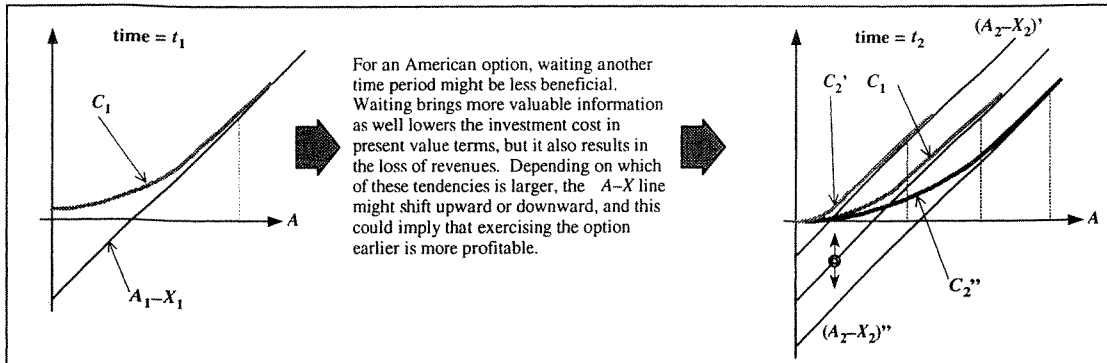 time = t1
C1
A
A1–X1
For an American option, waiting another
time period might be less beneficial.
Waiting brings more valuable information
as well lowers the investment cost in
present value terms, but it also results in
the loss of revenues. Depending on which
of these tendencies is larger, the A–X line
might shift upward or downward, and this
could imply that exercising the option
earlier is more profitable.
time = t2
(A2–X2)'
C2'
C1
A
C2”
(A2–X2)”